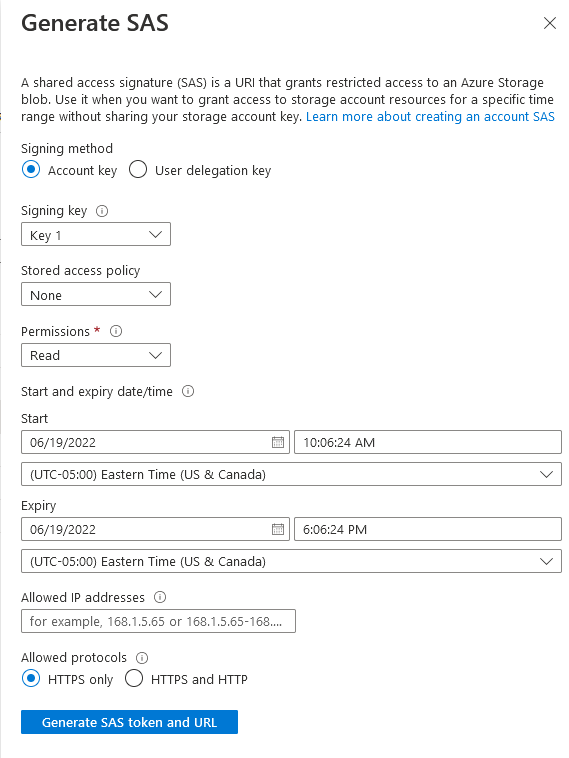 Generate SAS
A shared access signature (SAS) is a URI that grants restricted access to an Azure Storage
blob. Use it when you want to grant access to storage account resources for a specific time
range without sharing your storage account key. Learn more about creating an account SAS
Signing method
Account key User delegation key
Signing key
Key 1
Stored access policy
None
Permissions *
Read
Start and expiry date/time
Start
06/19/2022 10:06:24 AM
(UTC-05:00) Eastern Time (US & Canada)
Expiry
06/19/2022 6:06:24 PM
(UTC-05:00) Eastern Time (US & Canada)
Allowed IP addresses
for example, 168.1.5.65 or 168.1.5.65-168....
Allowed protocols
HTTPS only HTTPS and HTTP
Generate SAS token and URL